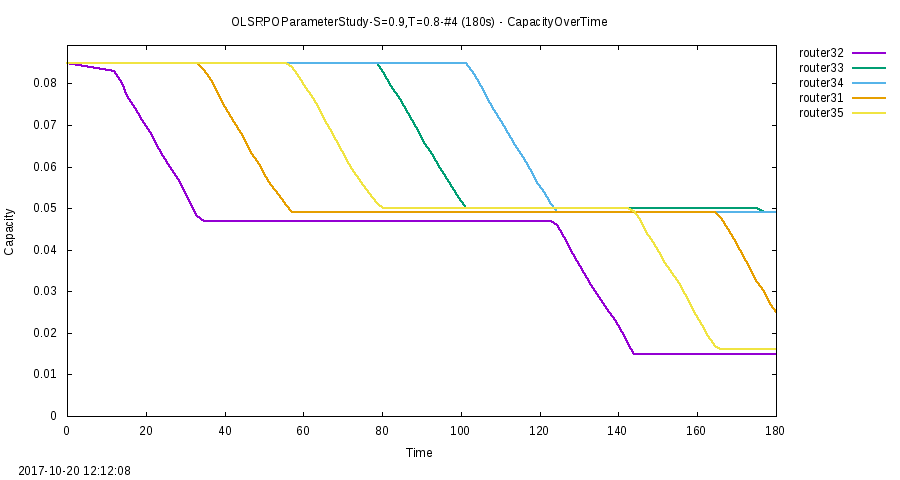 OLSRPOParameterStudy-S=0.9,T=0.8-#4 (180s) - CapacityOverTime
router32
router33
router34
router31
router35
0.08
0.07
0.06
0.05
0.04
0.03
0.02
0.01
0
Capacity
0 20 40 60 80 100 120 140 160 180
Time
2017-10-20 12:12:08